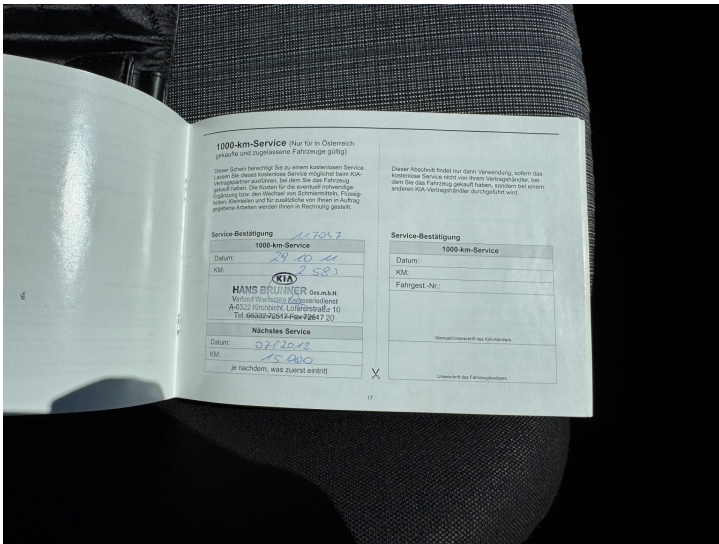 1000-km-Service (Nur für in Österreich
gekaufte und zugelassene Fahrzeuge gültig)
Dieser Schein berechtigt Sie zu einem kostenlosen Service.
Lassen Sie dieses kostenlose Service möglichst beim KIA-
Vertragspartner ausführen, bei dem Sie das Fahrzeug
gekauft haben. Die Kosten für die eventuell notwendige
Ergänzung bzw. den Wechsel von Schmiermitteln, Flüssig-
keiten, Kleinteilen und für zusätzliche von Ihnen in Auftrag
gegebene Arbeiten werden Ihnen in Rechnung gestellt.
Service-Bestätigung 117047
1000-km-Service
Datum: 29 10 11
KM: 2 583
KIA
HANS BRUNNER Ges.m.b.H.
Verkauf Werkstätte Karosseriedienst
A-6322 Kirchbichl, Lofererstraße 10
Tel. 05332-72517 Fax 72517 20
Nächstes Service
Datum: 07/2012
KM: 15.000
je nachdem, was zuerst eintritt
Dieser Abschnitt findet nur dann Verwendung, sofern das
kostenlose Service nicht von Ihrem Vertragshändler, bei
dem Sie das Fahrzeug gekauft haben, sondern bei einem
anderen KIA-Vertragshändler durchgeführt wird.
Service-Bestätigung
1000-km-Service
Datum:
KM:
Fahrgest.-Nr.:
Stempel/Unterschrift des KIA-Händlers
Unterschrift des Fahrzeugbesitzers
17